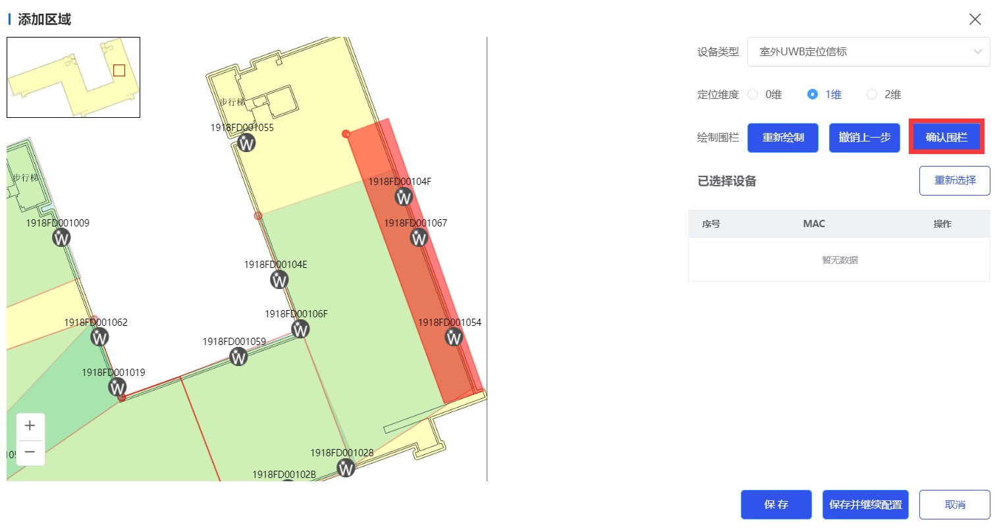 添加区域
设备类型
室外UWB定位信标
定位维度
0维
1维
2维
绘制围栏
重新绘制
撤销上一步
确认围栏
已选择设备
重新选择
序号
MAC
操作
暂无数据
步行梯
1918FD001055
步行梯
1918FD00104F
1918FD001009
1918FD001067
1918FD00104E
1918FD00106F
1918FD001062
1918FD001054
1918FD001059
1918FD001019
1918FD001028
1918FD00102B
保 存
保存并继续配置
取消